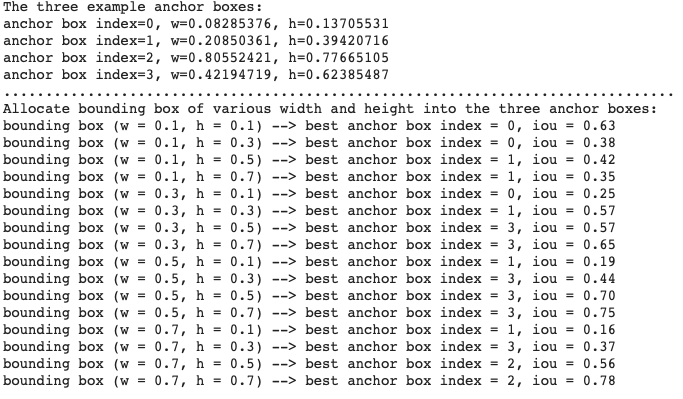 The three example anchor boxes:
anchor box index=0, w=0.08285376, h=0.13705531
anchor box index=1, w=0.20850361, h=0.39420716
anchor box index=2, w=0.80552421, h=0.77665105
anchor box index=3, w=0.42194719, h=0.62385487
................................................................................
Allocate bounding box of various width and height into the three anchor boxes:
bounding box (w = 0.1, h = 0.1) --> best anchor box index = 0, iou = 0.63
bounding box (w = 0.1, h = 0.3) --> best anchor box index = 0, iou = 0.38
bounding box (w = 0.1, h = 0.5) --> best anchor box index = 1, iou = 0.42
bounding box (w = 0.1, h = 0.7) --> best anchor box index = 1, iou = 0.35
bounding box (w = 0.3, h = 0.1) --> best anchor box index = 0, iou = 0.25
bounding box (w = 0.3, h = 0.3) --> best anchor box index = 1, iou = 0.57
bounding box (w = 0.3, h = 0.5) --> best anchor box index = 3, iou = 0.57
bounding box (w = 0.3, h = 0.7) --> best anchor box index = 3, iou = 0.65
bounding box (w = 0.5, h = 0.1) --> best anchor box index = 1, iou = 0.19
bounding box (w = 0.5, h = 0.3) --> best anchor box index = 3, iou = 0.44
bounding box (w = 0.5, h = 0.5) --> best anchor box index = 3, iou = 0.70
bounding box (w = 0.5, h = 0.7) --> best anchor box index = 3, iou = 0.75
bounding box (w = 0.7, h = 0.1) --> best anchor box index = 1, iou = 0.16
bounding box (w = 0.7, h = 0.3) --> best anchor box index = 3, iou = 0.37
bounding box (w = 0.7, h = 0.5) --> best anchor box index = 2, iou = 0.56
bounding box (w = 0.7, h = 0.7) --> best anchor box index = 2, iou = 0.78